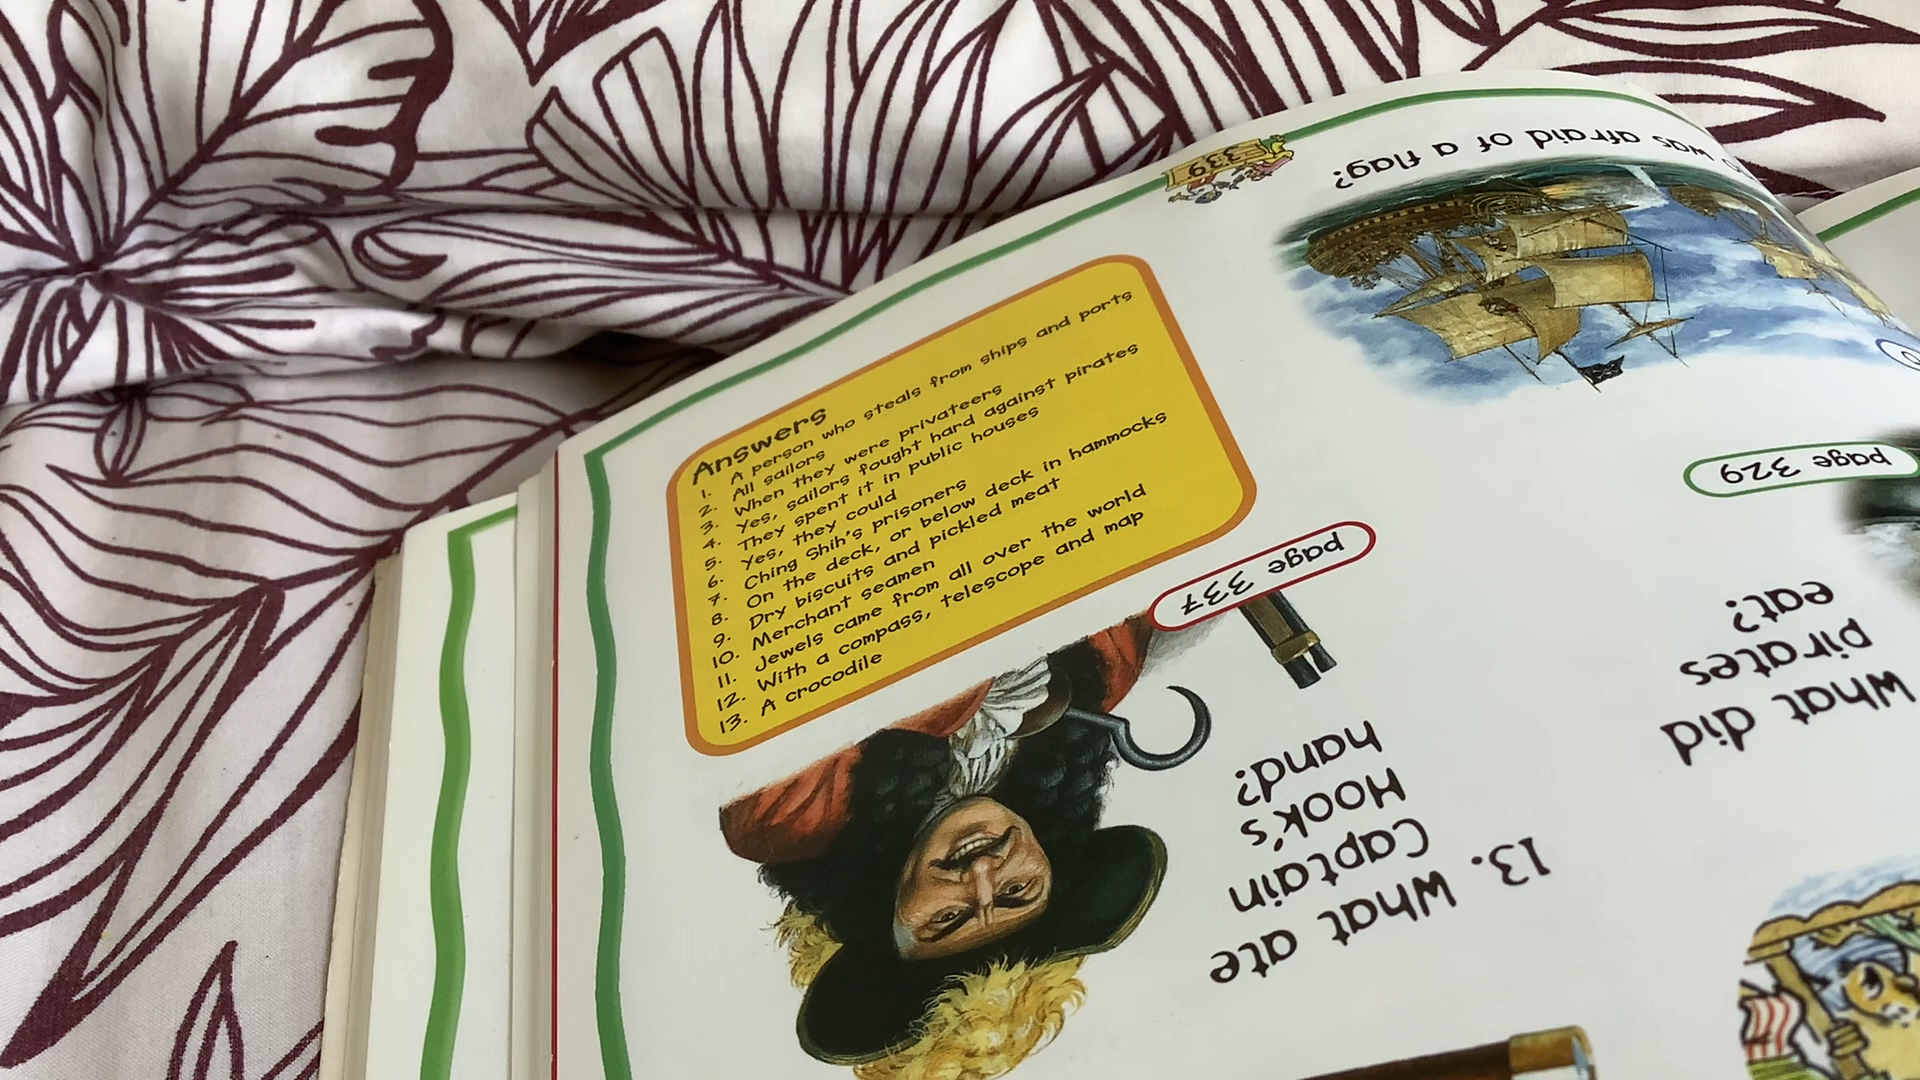 Answers
1. A person who steals from ships and ports
2. All sailors
3. When they were privateers
4. Yes, sailors fought hard against pirates
5. They spent it in public houses
6. Yes, they could
7. Ching Shih's prisoners
8. On the deck, or below deck in hammocks
9. Dry biscuits and pickled meat
10. Merchant seamen
11. Jewels came from all over the world
12. With a compass, telescope and map
13. A crocodile
13. What ate
Captain
Hook's
hand?
page 337
What did
pirates
eat?
page 329
was afraid of a flag?
339